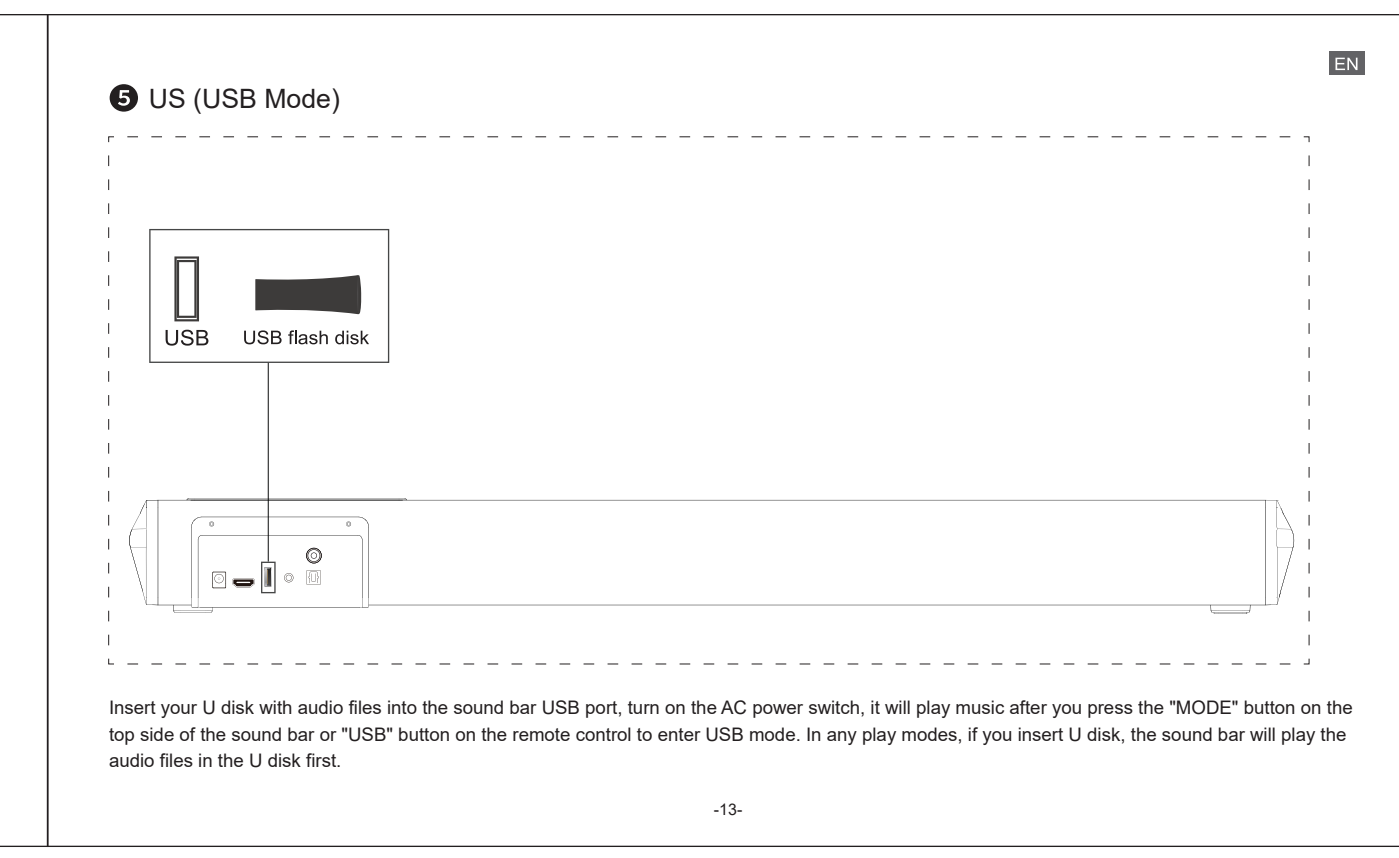 EN
❺ US (USB Mode)
USB
USB flash disk
Insert your U disk with audio files into the sound bar USB port, turn on the AC power switch, it will play music after you press the "MODE" button on the
top side of the sound bar or "USB" button on the remote control to enter USB mode. In any play modes, if you insert U disk, the sound bar will play the
audio files in the U disk first.
-13-